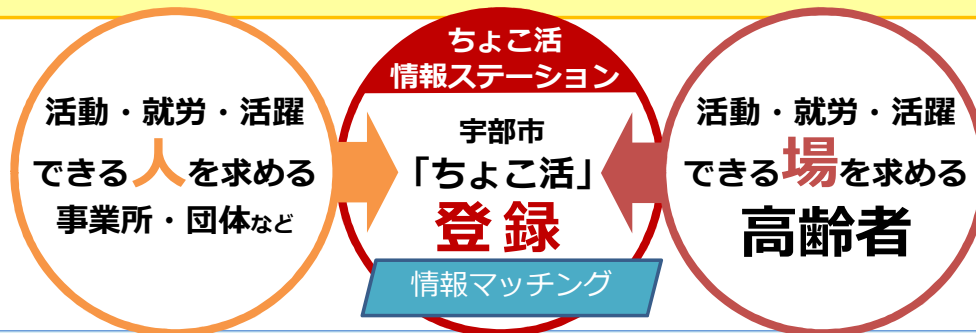 活動・就労・活躍
できる人を求める
事業所・団体など
ちょこ活
情報ステーション
宇部市
「ちょこ活」
登録
情報マッチング
活動・就労・活躍
できる場を求める
高齢者